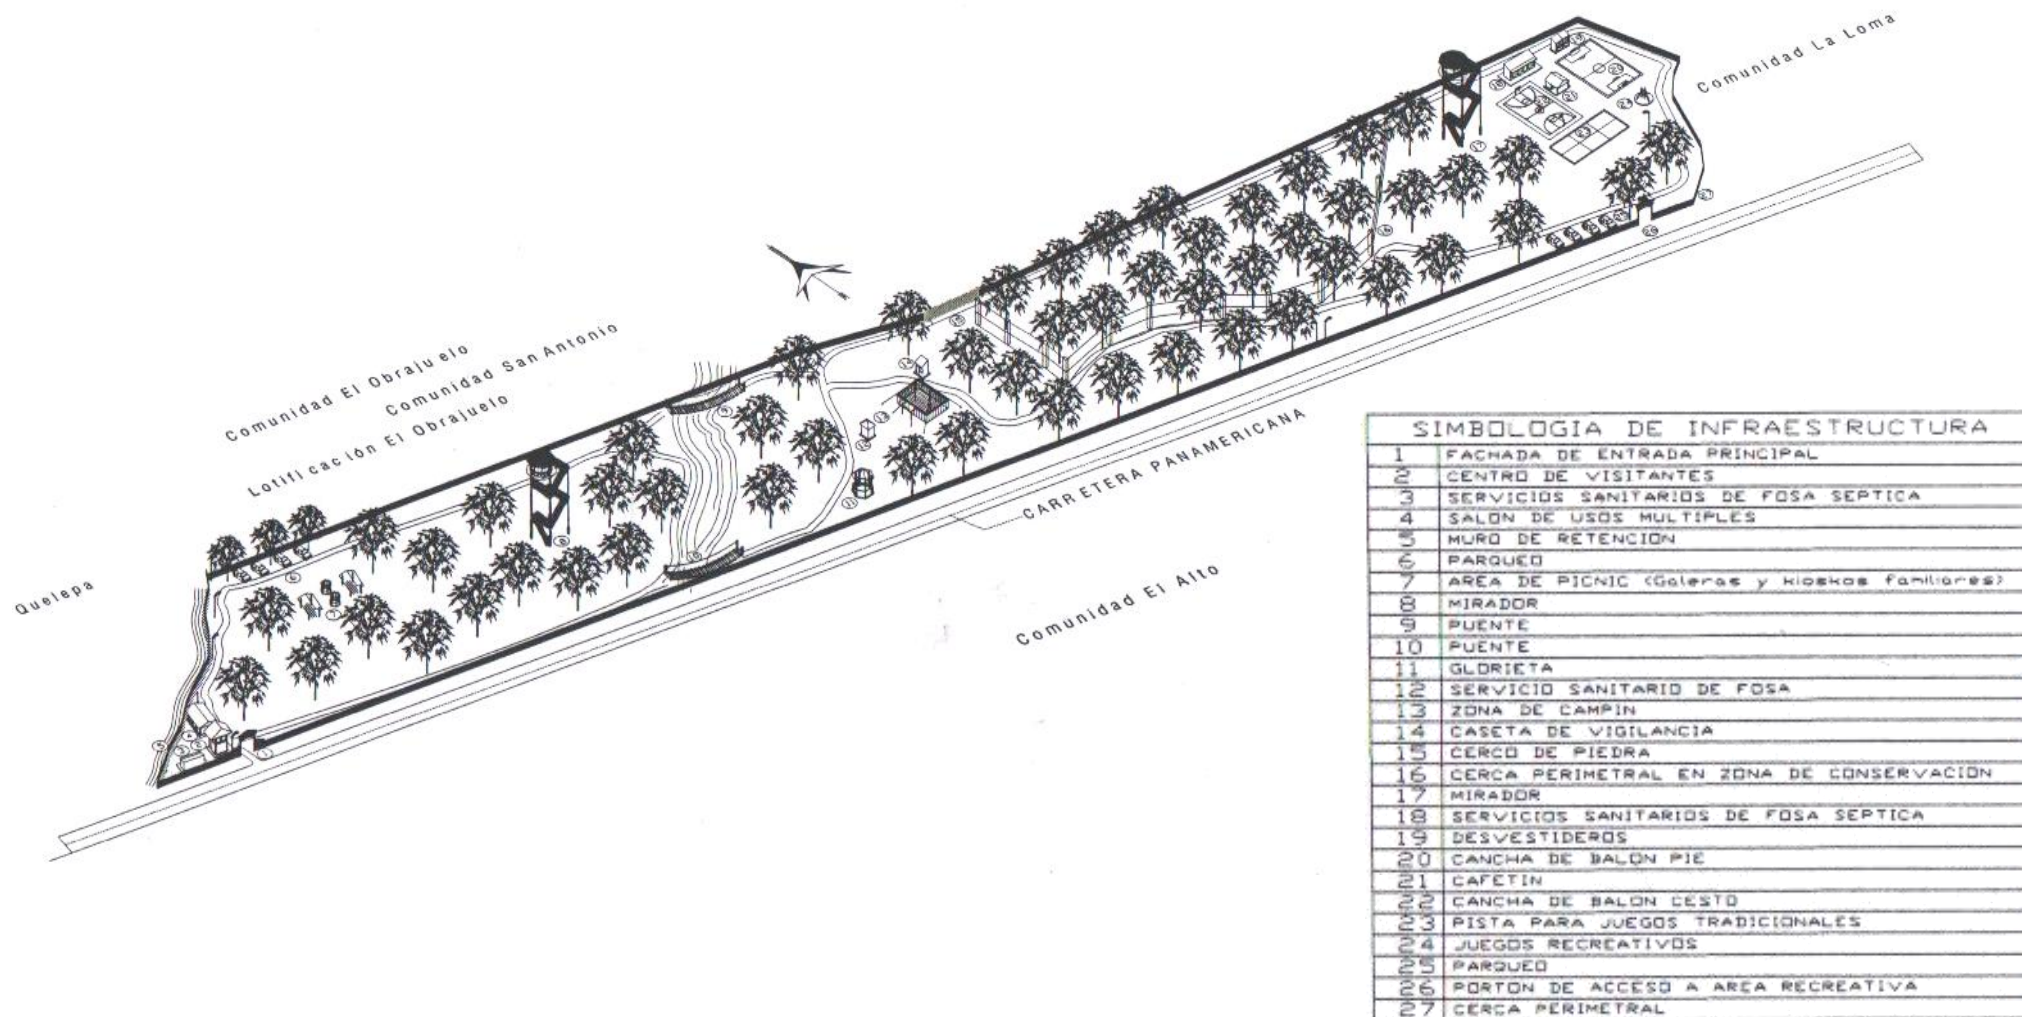 Comunidad La Loma
Comunidad El Obrajuelo
Comunidad San Antonio
Lotificación El Obrajuelo
Quelepa
CARRETERA PANAMERICANA
Comunidad El Alto
SIMBOLOGIA DE INFRAESTRUCTURA
1 FACHADA DE ENTRADA PRINCIPAL
2 CENTRO DE VISITANTES
3 SERVICIOS SANITARIOS DE FOSA SEPTICA
4 SALON DE USOS MULTIPLES
5 MURO DE RETENCION
6 PARQUEO
7 AREA DE PICNIC (Galeras y kioskos familiares)
8 MIRADOR
9 PUENTE
10 PUENTE
11 GLORIETA
12 SERVICIO SANITARIO DE FOSA
13 ZONA DE CAMPIN
14 CASETA DE VIGILANCIA
15 CERCO DE PIEDRA
16 CERCA PERIMETRAL EN ZONA DE CONSERVACION
17 MIRADOR
18 SERVICIOS SANITARIOS DE FOSA SEPTICA
19 DESVESTIDEROS
20 CANCHA DE BALON PIE
21 CAFETIN
22 CANCHA DE BALON CESTO
23 PISTA PARA JUEGOS TRADICIONALES
24 JUEGOS RECREATIVOS
25 PARQUEO
26 PORTON DE ACCESO A AREA RECREATIVA
27 CERCA PERIMETRAL